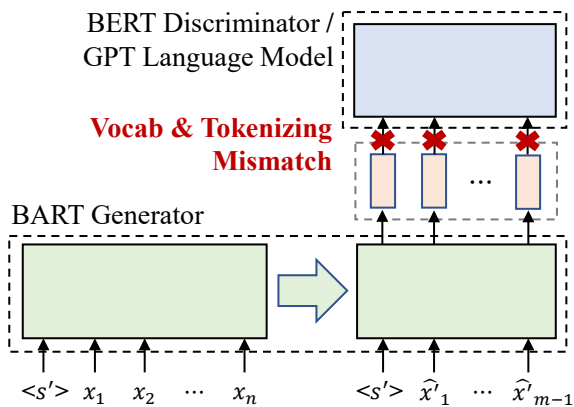 BERT Discriminator /
GPT Language Model
Vocab & Tokenizing
Mismatch
...
BART Generator
<s′> x₁ x₂ ... xₙ <s′> x̂′₁ ... x̂′ₘ₋₁